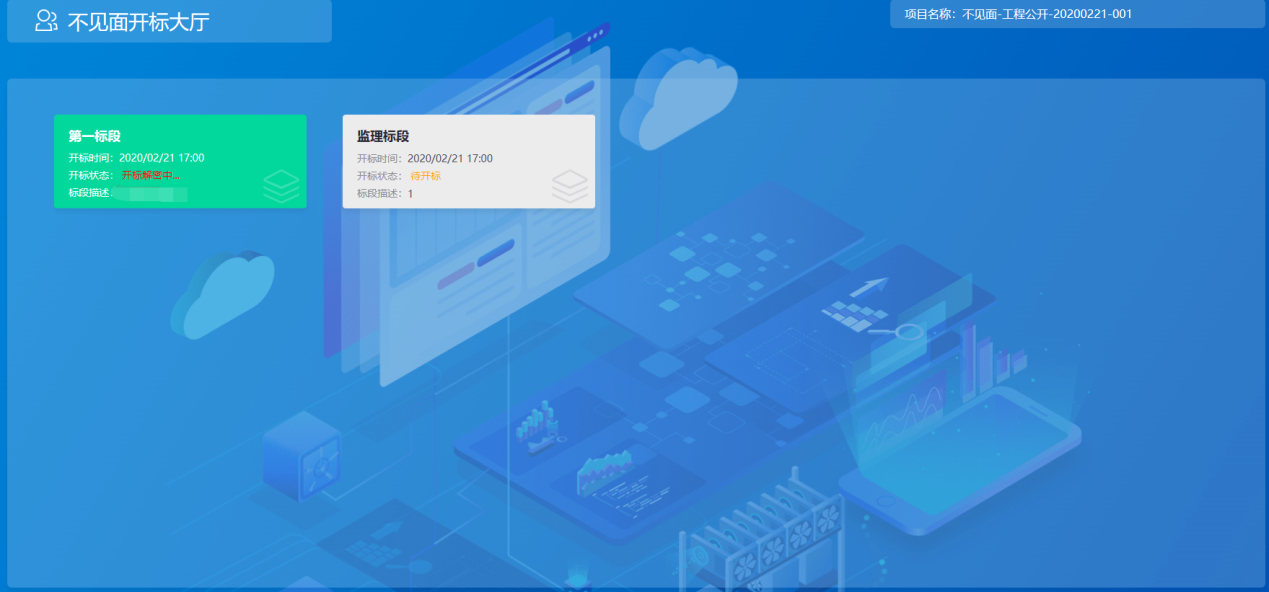 不见面开标大厅
项目名称：不见面-工程公开-20200221-001
第一标段
开标时间：2020/02/21 17:00
开标状态：开标解密中...
标段描述：
监理标段
开标时间：2020/02/21 17:00
开标状态：待开标
标段描述：1